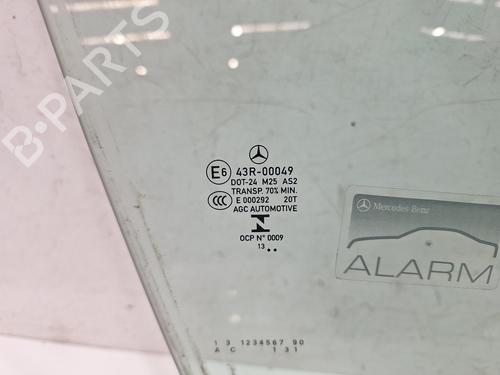 B-PARTS
E6 43R-00049
DOT-24 M25 AS2
TRANSP. 70% MIN.
CCC E 000292 20T
AGC AUTOMOTIVE
N
OCP N° 0009
13 ..
Mercedes-Benz
ALARM
1 3 1234567 90
A C 1 3 1